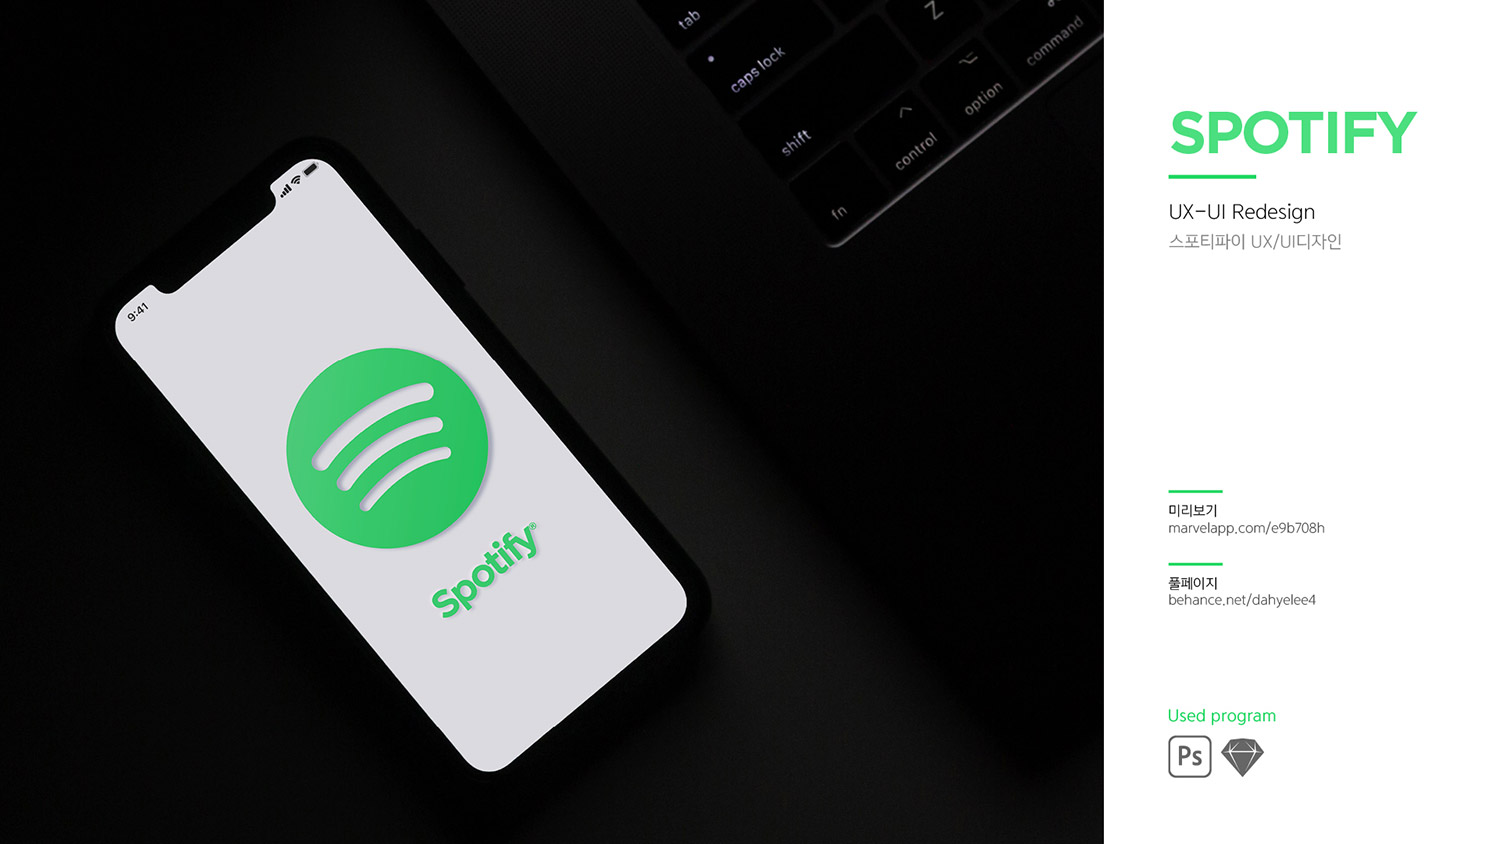 tab
caps lock
shift
fn
control
option
command
Z
9:41
Spotify®
SPOTIFY
UX-UI Redesign
스포티파이 UX/UI디자인
미리보기
marvelapp.com/e9b708h
풀페이지
behance.net/dahyelee4
Used program
Ps